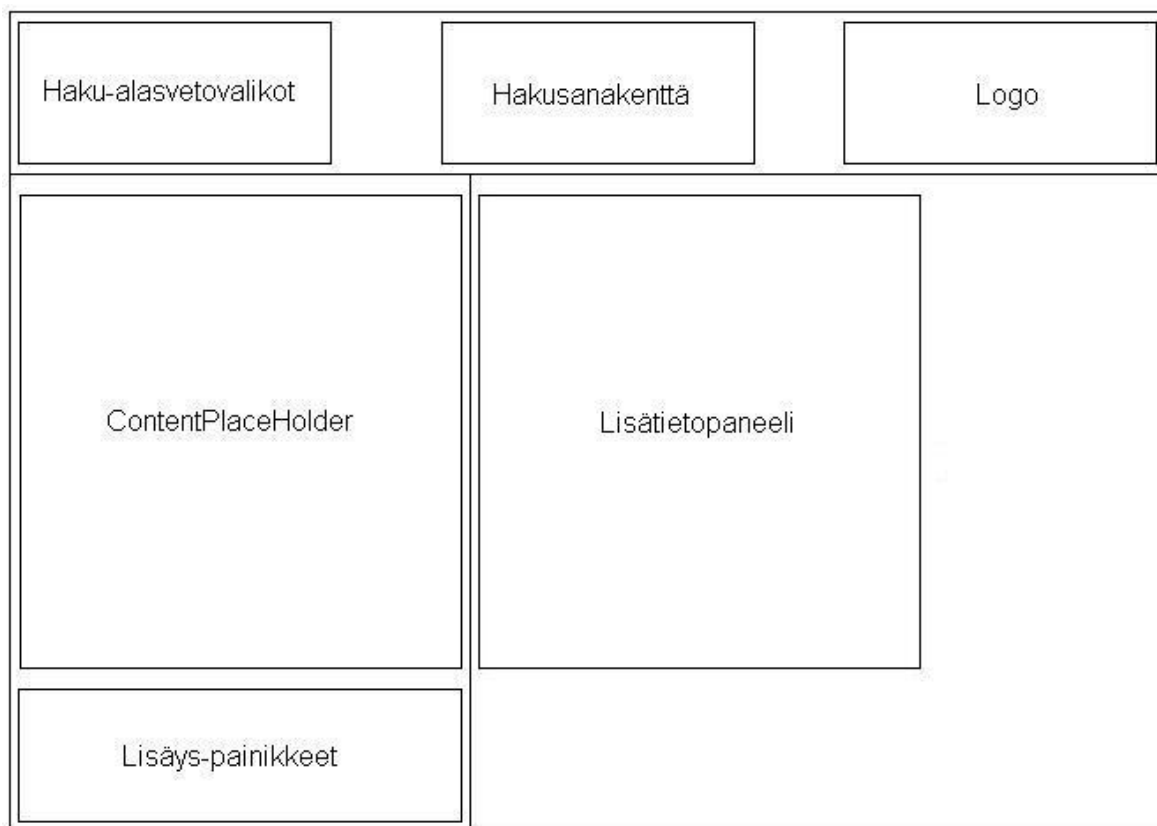 Haku-alasvetovalikot
Hakusanakenttä
Logo
ContentPlaceHolder
Lisätietopaneeli
Lisäys-painikkeet